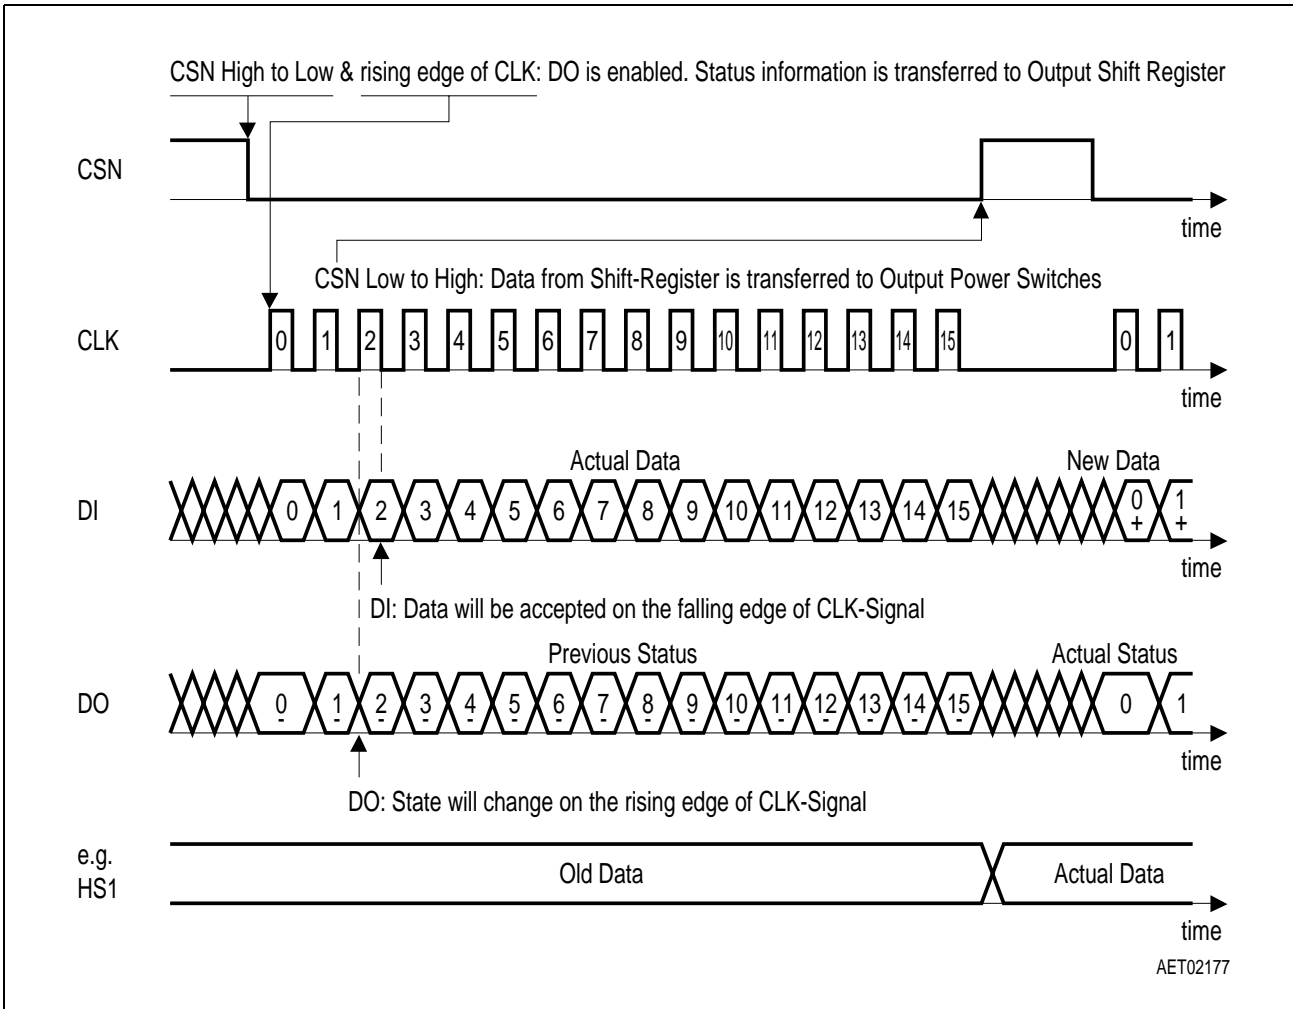 CSN High to Low & rising edge of CLK: DO is enabled. Status information is transferred to Output Shift Register
CSN
time
CSN Low to High: Data from Shift-Register is transferred to Output Power Switches
CLK
0 1 2 3 4 5 6 7 8 9 10 11 12 13 14 15 0 1
time
Actual Data New Data
DI
0 1 2 3 4 5 6 7 8 9 10 11 12 13 14 15 0 1
+ +
time
DI: Data will be accepted on the falling edge of CLK-Signal
Previous Status Actual Status
DO
0 1 2 3 4 5 6 7 8 9 10 11 12 13 14 15 0 1
- - - - - - - - - - - - - - - -
time
DO: State will change on the rising edge of CLK-Signal
e.g.
HS1
Old Data Actual Data
time
AET02177